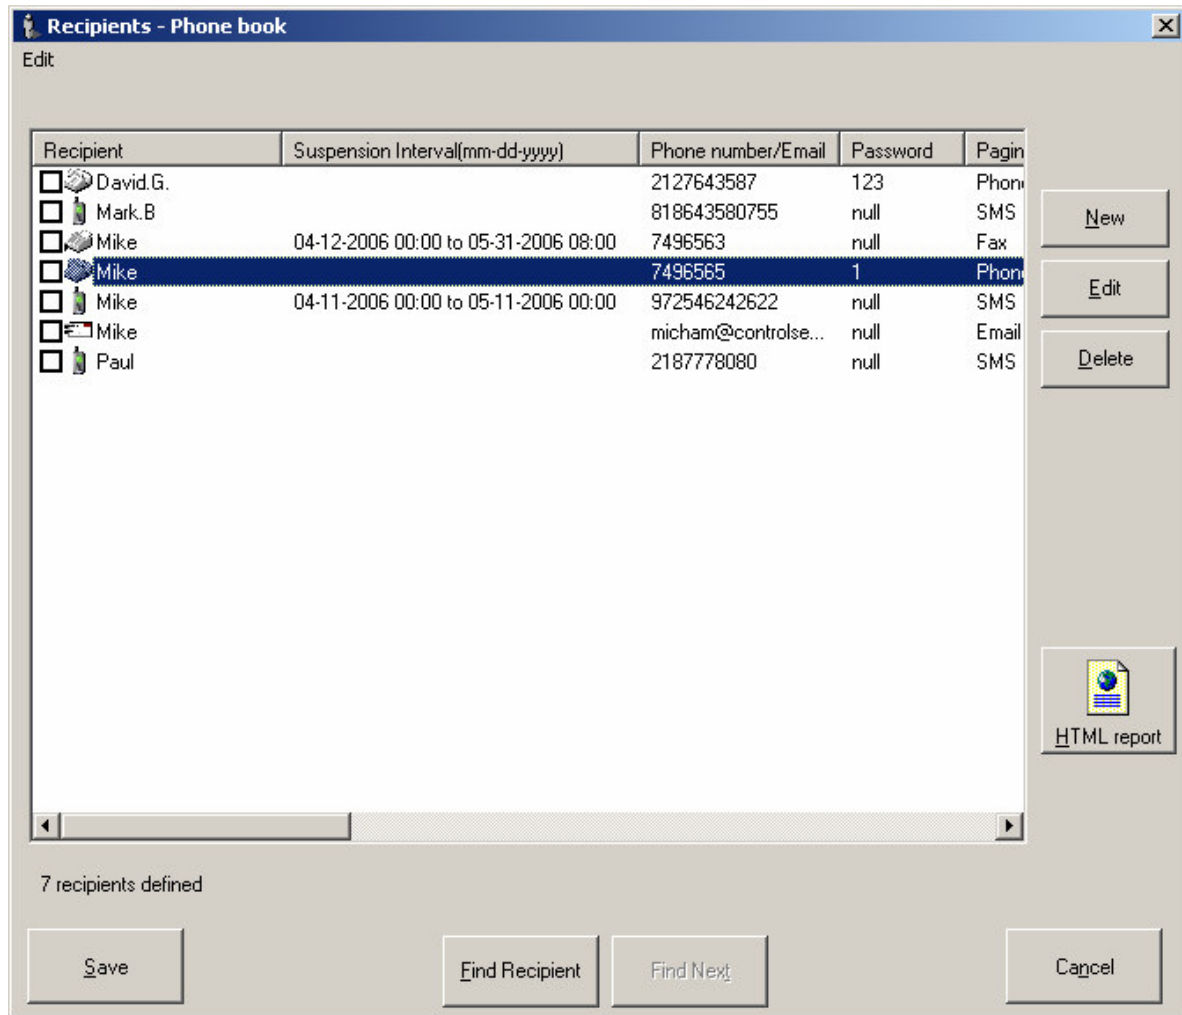 Recipients - Phone book
Edit
Recipient Suspension Interval(mm-dd-yyyy) Phone number/Email Password Pagin
David.G. 2127643587 123 Phon
Mark.B 818643580755 null SMS
Mike 04-12-2006 00:00 to 05-31-2006 08:00 7496563 null Fax
Mike 7496565 1 Phon
Mike 04-11-2006 00:00 to 05-11-2006 00:00 972546242622 null SMS
Mike micham@controlse... null Email
Paul 2187778080 null SMS
New
Edit
Delete
HTML report
7 recipients defined
Save Find Recipient Find Next Cancel